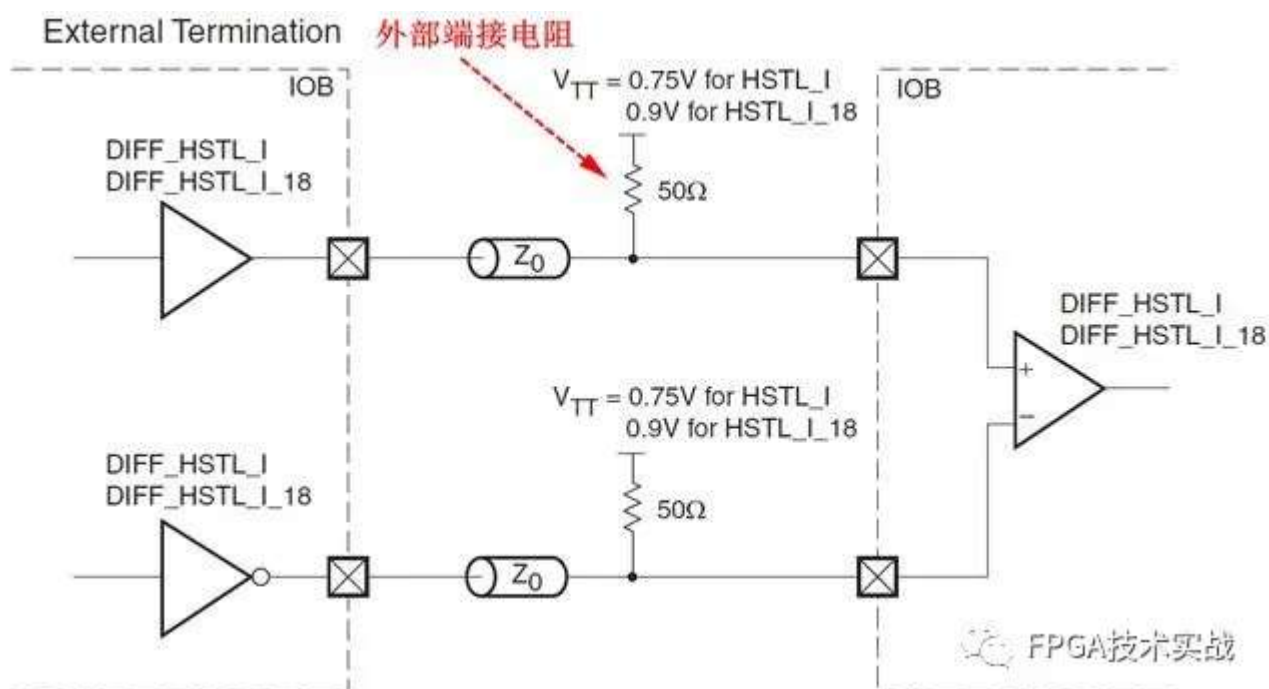 External Termination
外部端接电阻
IOB
V_TT = 0.75V for HSTL_I
0.9V for HSTL_I_18
IOB
DIFF_HSTL_I
DIFF_HSTL_I_18
50Ω
Z0
DIFF_HSTL_I
DIFF_HSTL_I_18
+
−
V_TT = 0.75V for HSTL_I
0.9V for HSTL_I_18
DIFF_HSTL_I
DIFF_HSTL_I_18
50Ω
Z0
FPGA技术实战